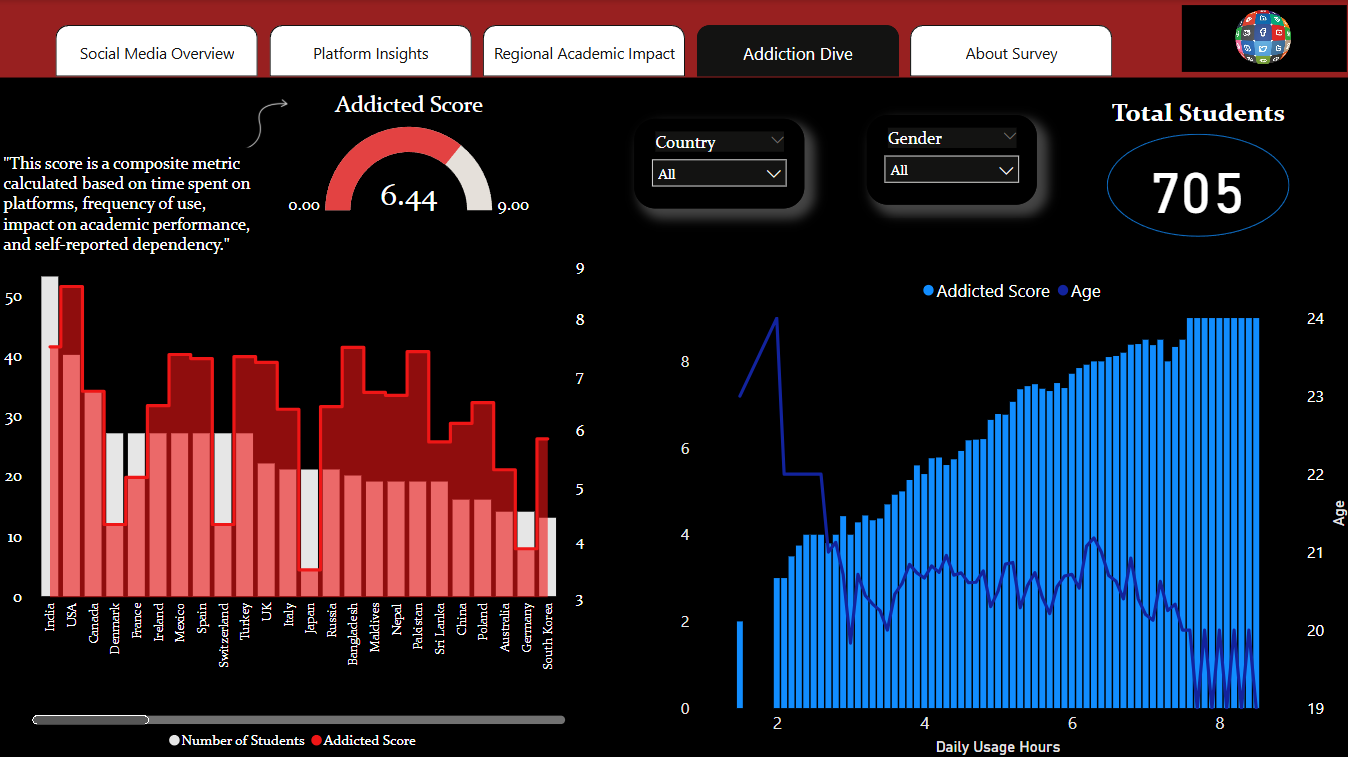 Social Media Overview
Platform Insights
Regional Academic Impact
Addiction Dive
About Survey
"This score is a composite metric
calculated based on time spent on
platforms, frequency of use,
impact on academic performance,
and self-reported dependency."
Addicted Score
6.44
0.00
9.00
Country
All
Gender
All
Total Students
705
50
40
30
20
10
0
9
8
7
6
5
4
3
India
USA
Canada
Denmark
France
Ireland
Mexico
Spain
Switzerland
Turkey
UK
Italy
Japan
Russia
Bangladesh
Maldives
Nepal
Pakistan
Sri Lanka
China
Poland
Australia
Germany
South Korea
Number of Students Addicted Score
Addicted Score Age
8
6
4
2
0
24
23
22
21
20
19
Age
2 4 6 8
Daily Usage Hours